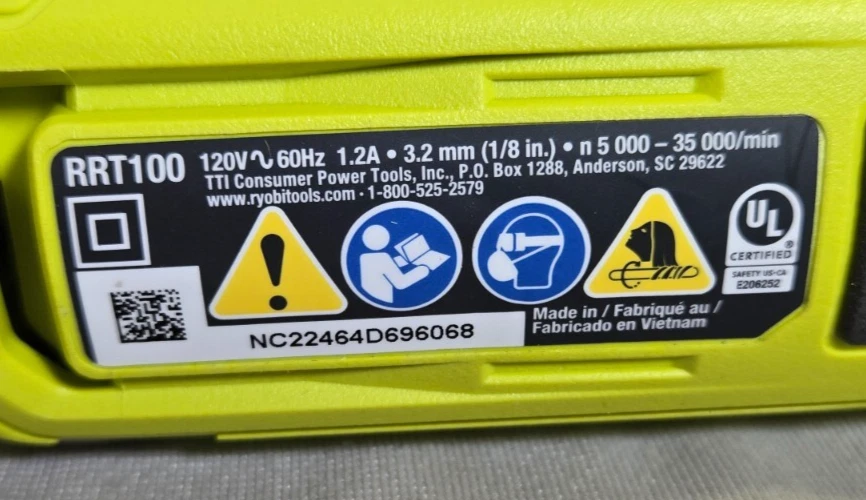 RRT100 120V∿60Hz 1.2A • 3.2 mm (1/8 in.) • n 5 000 – 35 000/min
TTI Consumer Power Tools, Inc., P.O. Box 1288, Anderson, SC 29622
www.ryobitools.com · 1-800-525-2579
UL
®
CERTIFIED
SAFETY: US-CA
E206252
NC22464D696068
Made in / Fabriqué au /
Fabricado en Vietnam